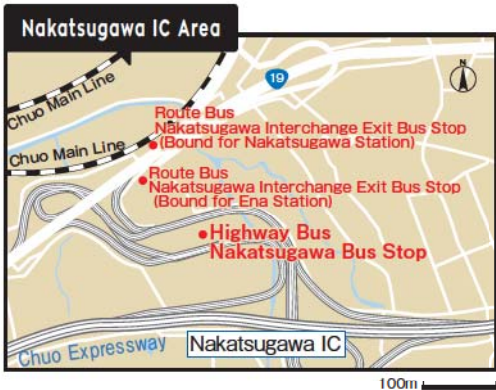 Nakatsugawa IC Area
N
19
Chuo Main Line
Route Bus
Nakatsugawa Interchange Exit Bus Stop
(Bound for Nakatsugawa Station)
Chuo Main Line
Route Bus
Nakatsugawa Interchange Exit Bus Stop
(Bound for Ena Station)
Highway Bus
Nakatsugawa Bus Stop
Nakatsugawa IC
Chuo Expressway
100m